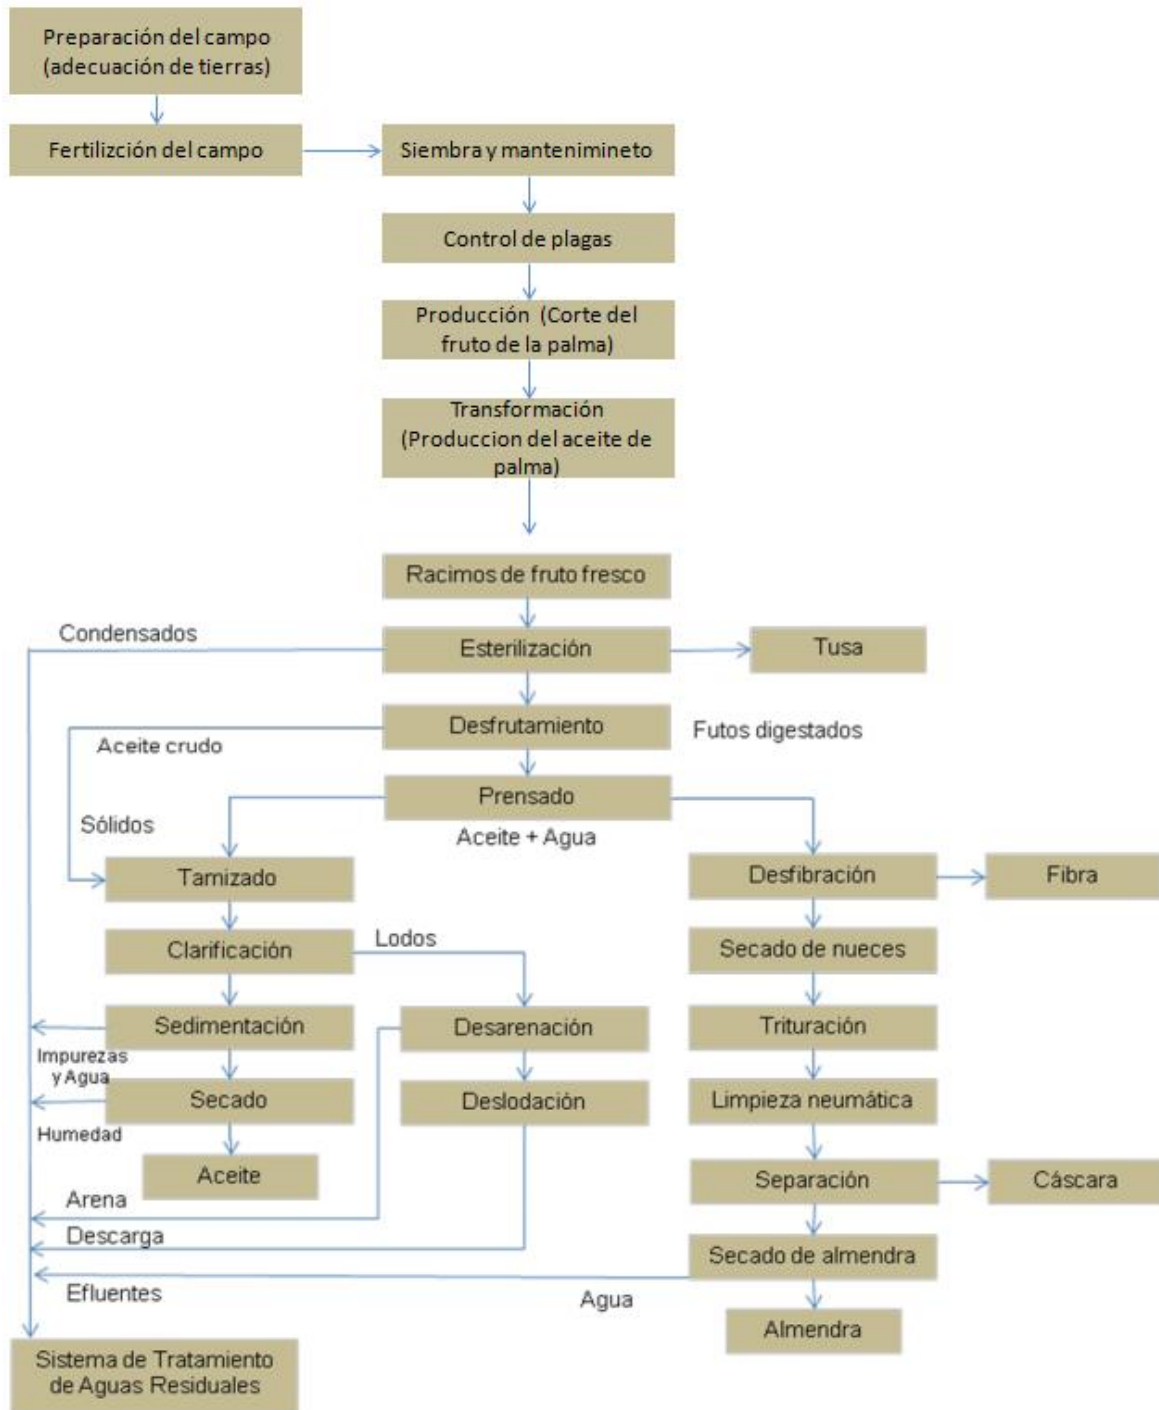 Preparación del campo
(adecuación de tierras)
Fertilizción del campo
Siembra y mantenimineto
Control de plagas
Producción (Corte del
fruto de la palma)
Transformación
(Produccion del aceite de
palma)
Racimos de fruto fresco
Condensados
Esterilización
Tusa
Desfrutamiento
Futos digestados
Aceite crudo
Prensado
Sólidos
Aceite + Agua
Tamizado
Desfibración
Fibra
Clarificación
Lodos
Secado de nueces
Sedimentación
Desarenación
Trituración
Impurezas
y Agua
Secado
Deslodación
Limpieza neumática
Humedad
Aceite
Separación
Cáscara
Arena
Descarga
Secado de almendra
Efluentes
Agua
Almendra
Sistema de Tratamiento
de Aguas Residuales